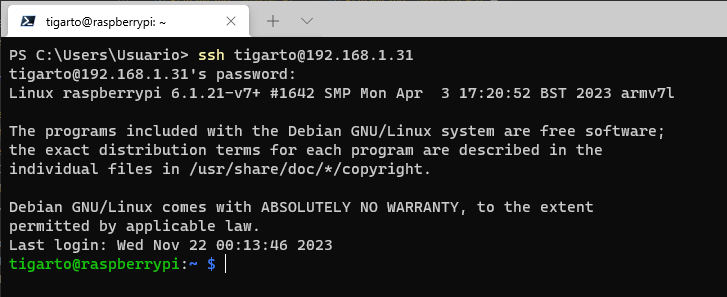 tigarto@raspberrypi: ~
PS C:\Users\Usuario> ssh tigarto@192.168.1.31
tigarto@192.168.1.31's password:
Linux raspberrypi 6.1.21-v7+ #1642 SMP Mon Apr  3 17:20:52 BST 2023 armv7l
The programs included with the Debian GNU/Linux system are free software;
the exact distribution terms for each program are described in the
individual files in /usr/share/doc/*/copyright.
Debian GNU/Linux comes with ABSOLUTELY NO WARRANTY, to the extent
permitted by applicable law.
Last login: Wed Nov 22 00:13:46 2023
tigarto@raspberrypi:~ $